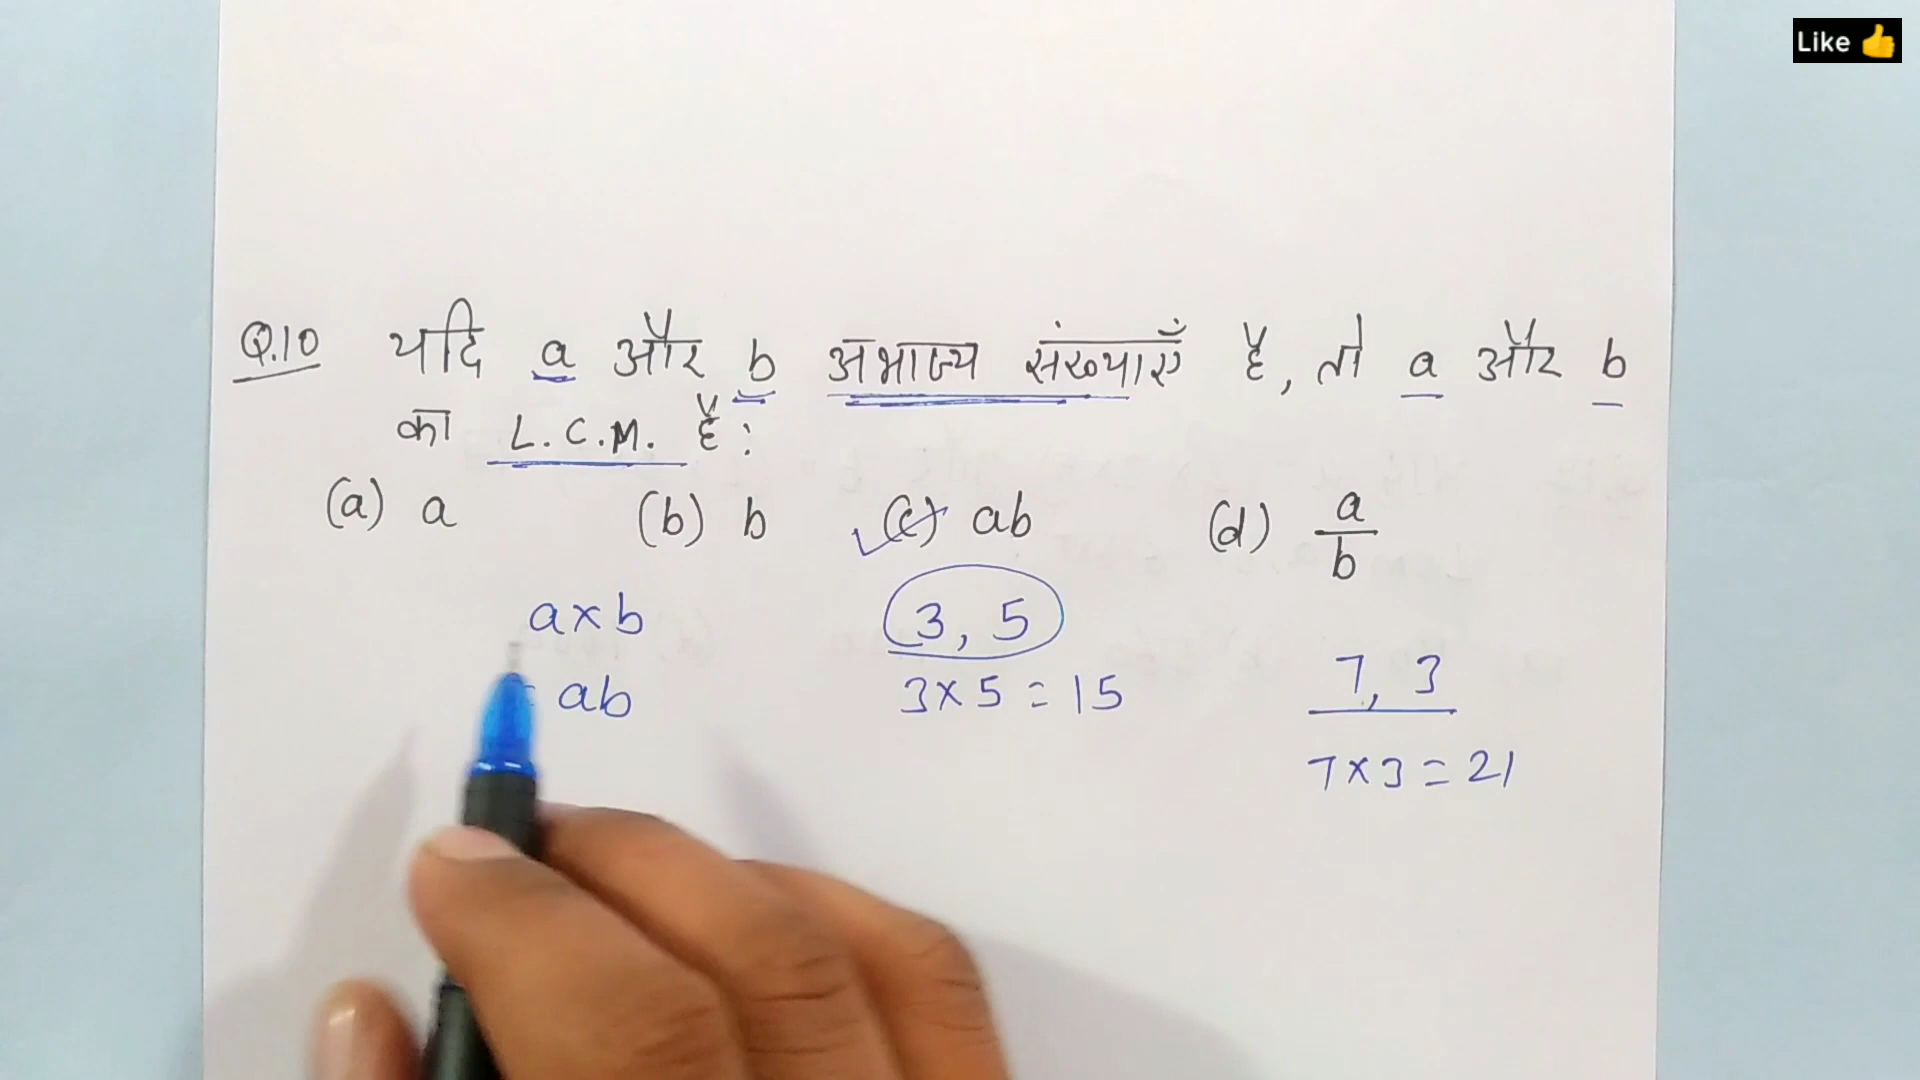 Like 👍
Q.10 यदि a और b अभाज्य संख्याएँ है, तो a और b
का L.C.M. है :
(a) a (b) b (c) ab (d) a/b
a×b 3, 5
= ab 3×5 = 15 7, 3
7×3 = 21